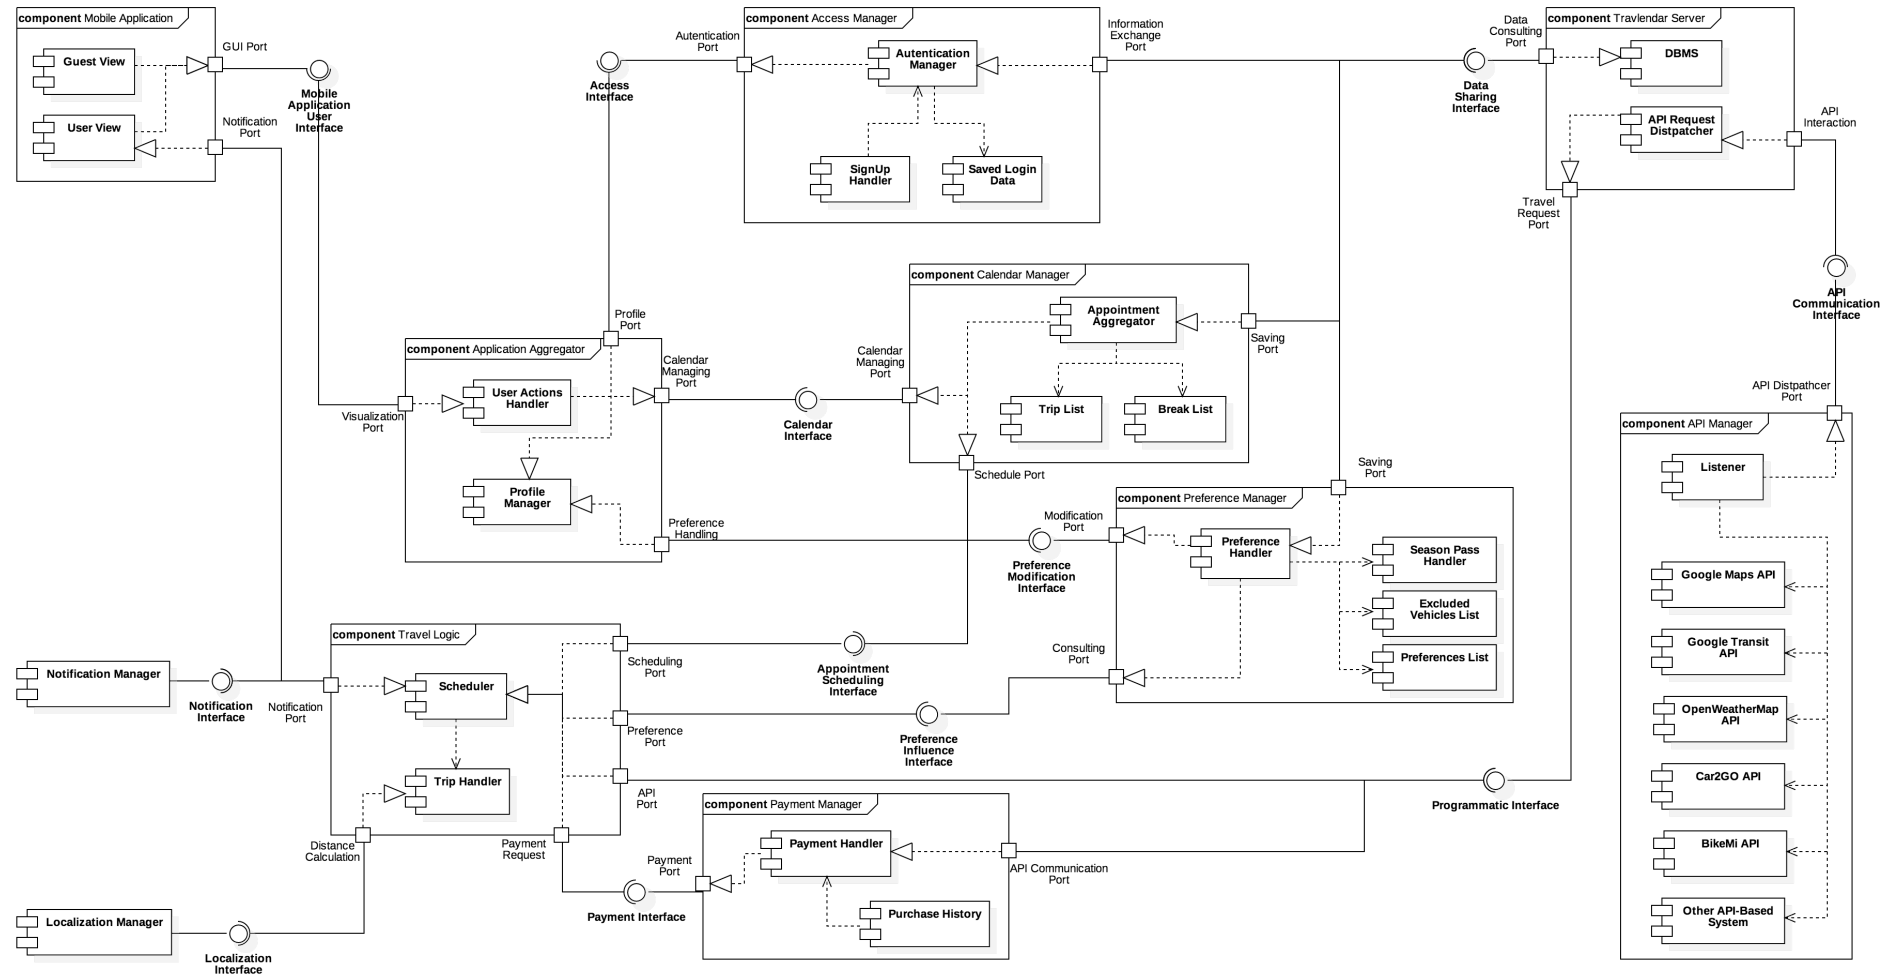 component Mobile Application
Guest View
User View
GUI Port
Notification
Port
Mobile
Application
User
Interface
component Access Manager
Autentication
Port
Access
Interface
Autentication
Manager
SignUp
Handler
Saved Login
Data
Information
Exchange
Port
Data
Sharing
Interface
Data
Consulting
Port
component Travlendar Server
DBMS
API Request
Distpatcher
API
Interaction
Travel
Request
Port
API
Communication
Interface
component Calendar Manager
Appointment
Aggregator
Trip List
Break List
Saving
Port
Calendar
Managing
Port
Schedule Port
Profile
Port
component Application Aggregator
User Actions
Handler
Profile
Manager
Visualization
Port
Calendar
Managing
Port
Preference
Handling
Calendar
Interface
Saving
Port
component Preference Manager
Modification
Port
Preference
Handler
Season Pass
Handler
Excluded
Vehicles List
Preferences List
Consulting
Port
Preference
Modification
Interface
API Distpathcer
Port
component API Manager
Listener
Google Maps API
Google Transit
API
OpenWeatherMap
API
Car2GO API
BikeMi API
Other API-Based
System
component Travel Logic
Scheduler
Trip Handler
Notification Manager
Notification
Interface
Notification
Port
Scheduling
Port
Preference
Port
API
Port
Appointment
Scheduling
Interface
Preference
Influence
Interface
Programmatic Interface
Distance
Calculation
Payment
Request
component Payment Manager
Payment Handler
Purchase History
Payment
Port
API Communication
Port
Payment Interface
Localization Manager
Localization
Interface